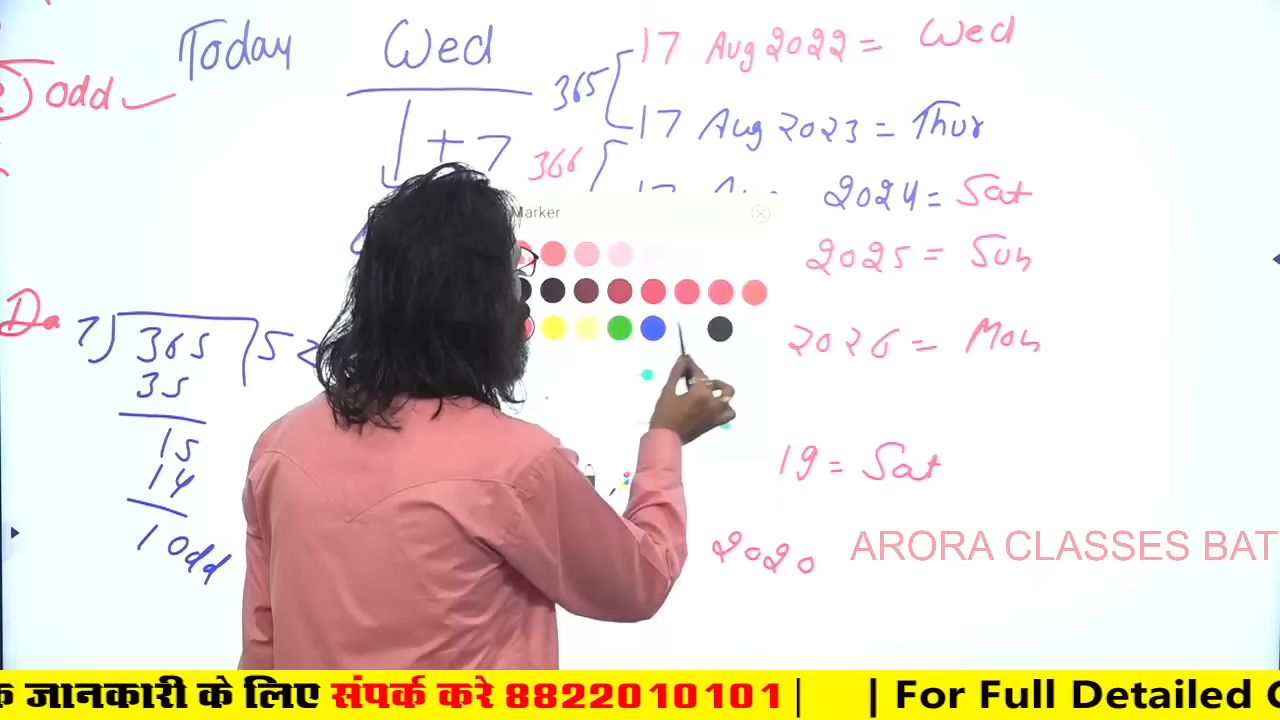 Today Wed
17 Aug 2022 = Wed
odd
365
17 Aug 2023 = Thur
+7
366
2024 = Sat
Marker
2025 = Sun
7) 365 (52
2026 = Mon
35
15
14
19 = Sat
1 odd
2020
ARORA CLASSES BAT
जानकारी के लिए संपर्क करे 8822010101 | | For Full Detailed